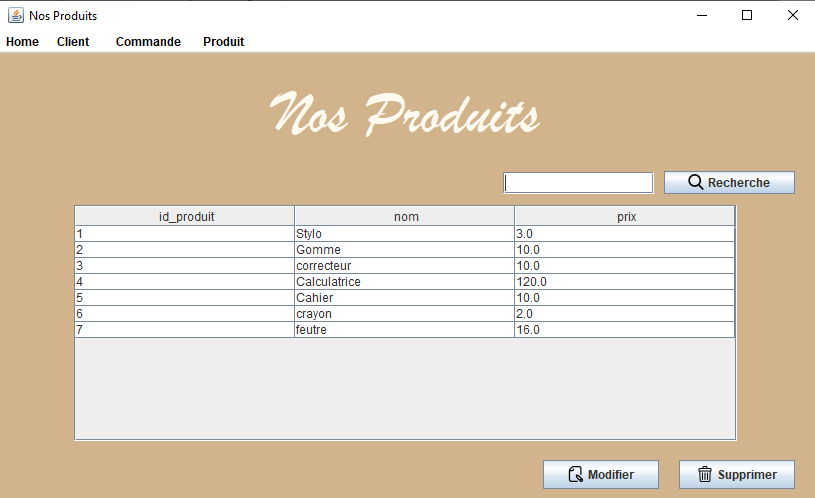 Nos Produits
Home Client Commande Produit
Nos Produits
Recherche
id_produit nom prix
1 Stylo 3.0
2 Gomme 10.0
3 correcteur 10.0
4 Calculatrice 120.0
5 Cahier 10.0
6 crayon 2.0
7 feutre 16.0
Modifier Supprimer